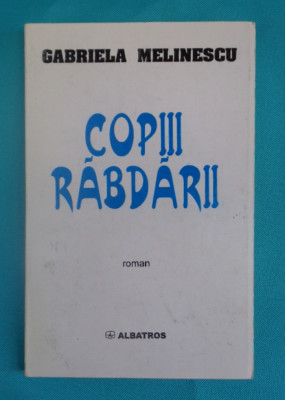 GABRIELA MELINESCU
COPIII
RĂBDĂRII
roman
ALBATROS